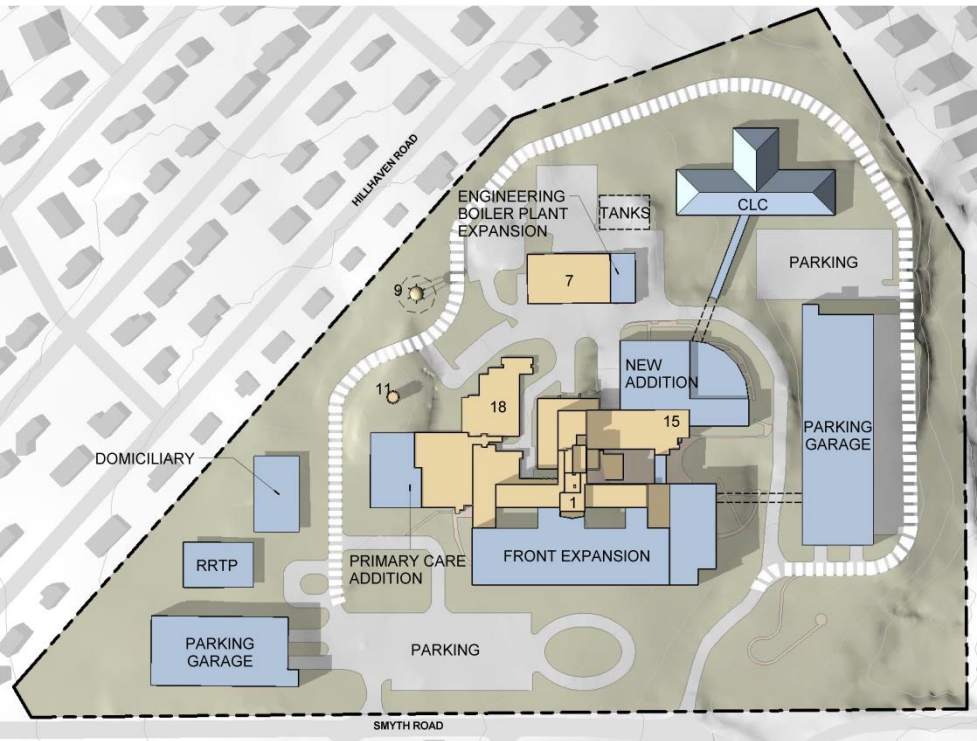 HILLHAVEN ROAD
ENGINEERING
BOILER PLANT
EXPANSION
TANKS
CLC
PARKING
7
9
NEW
ADDITION
11
18
15
PARKING
GARAGE
DOMICILIARY
1
RRTP
PRIMARY CARE
ADDITION
FRONT EXPANSION
PARKING
GARAGE
PARKING
SMYTH ROAD